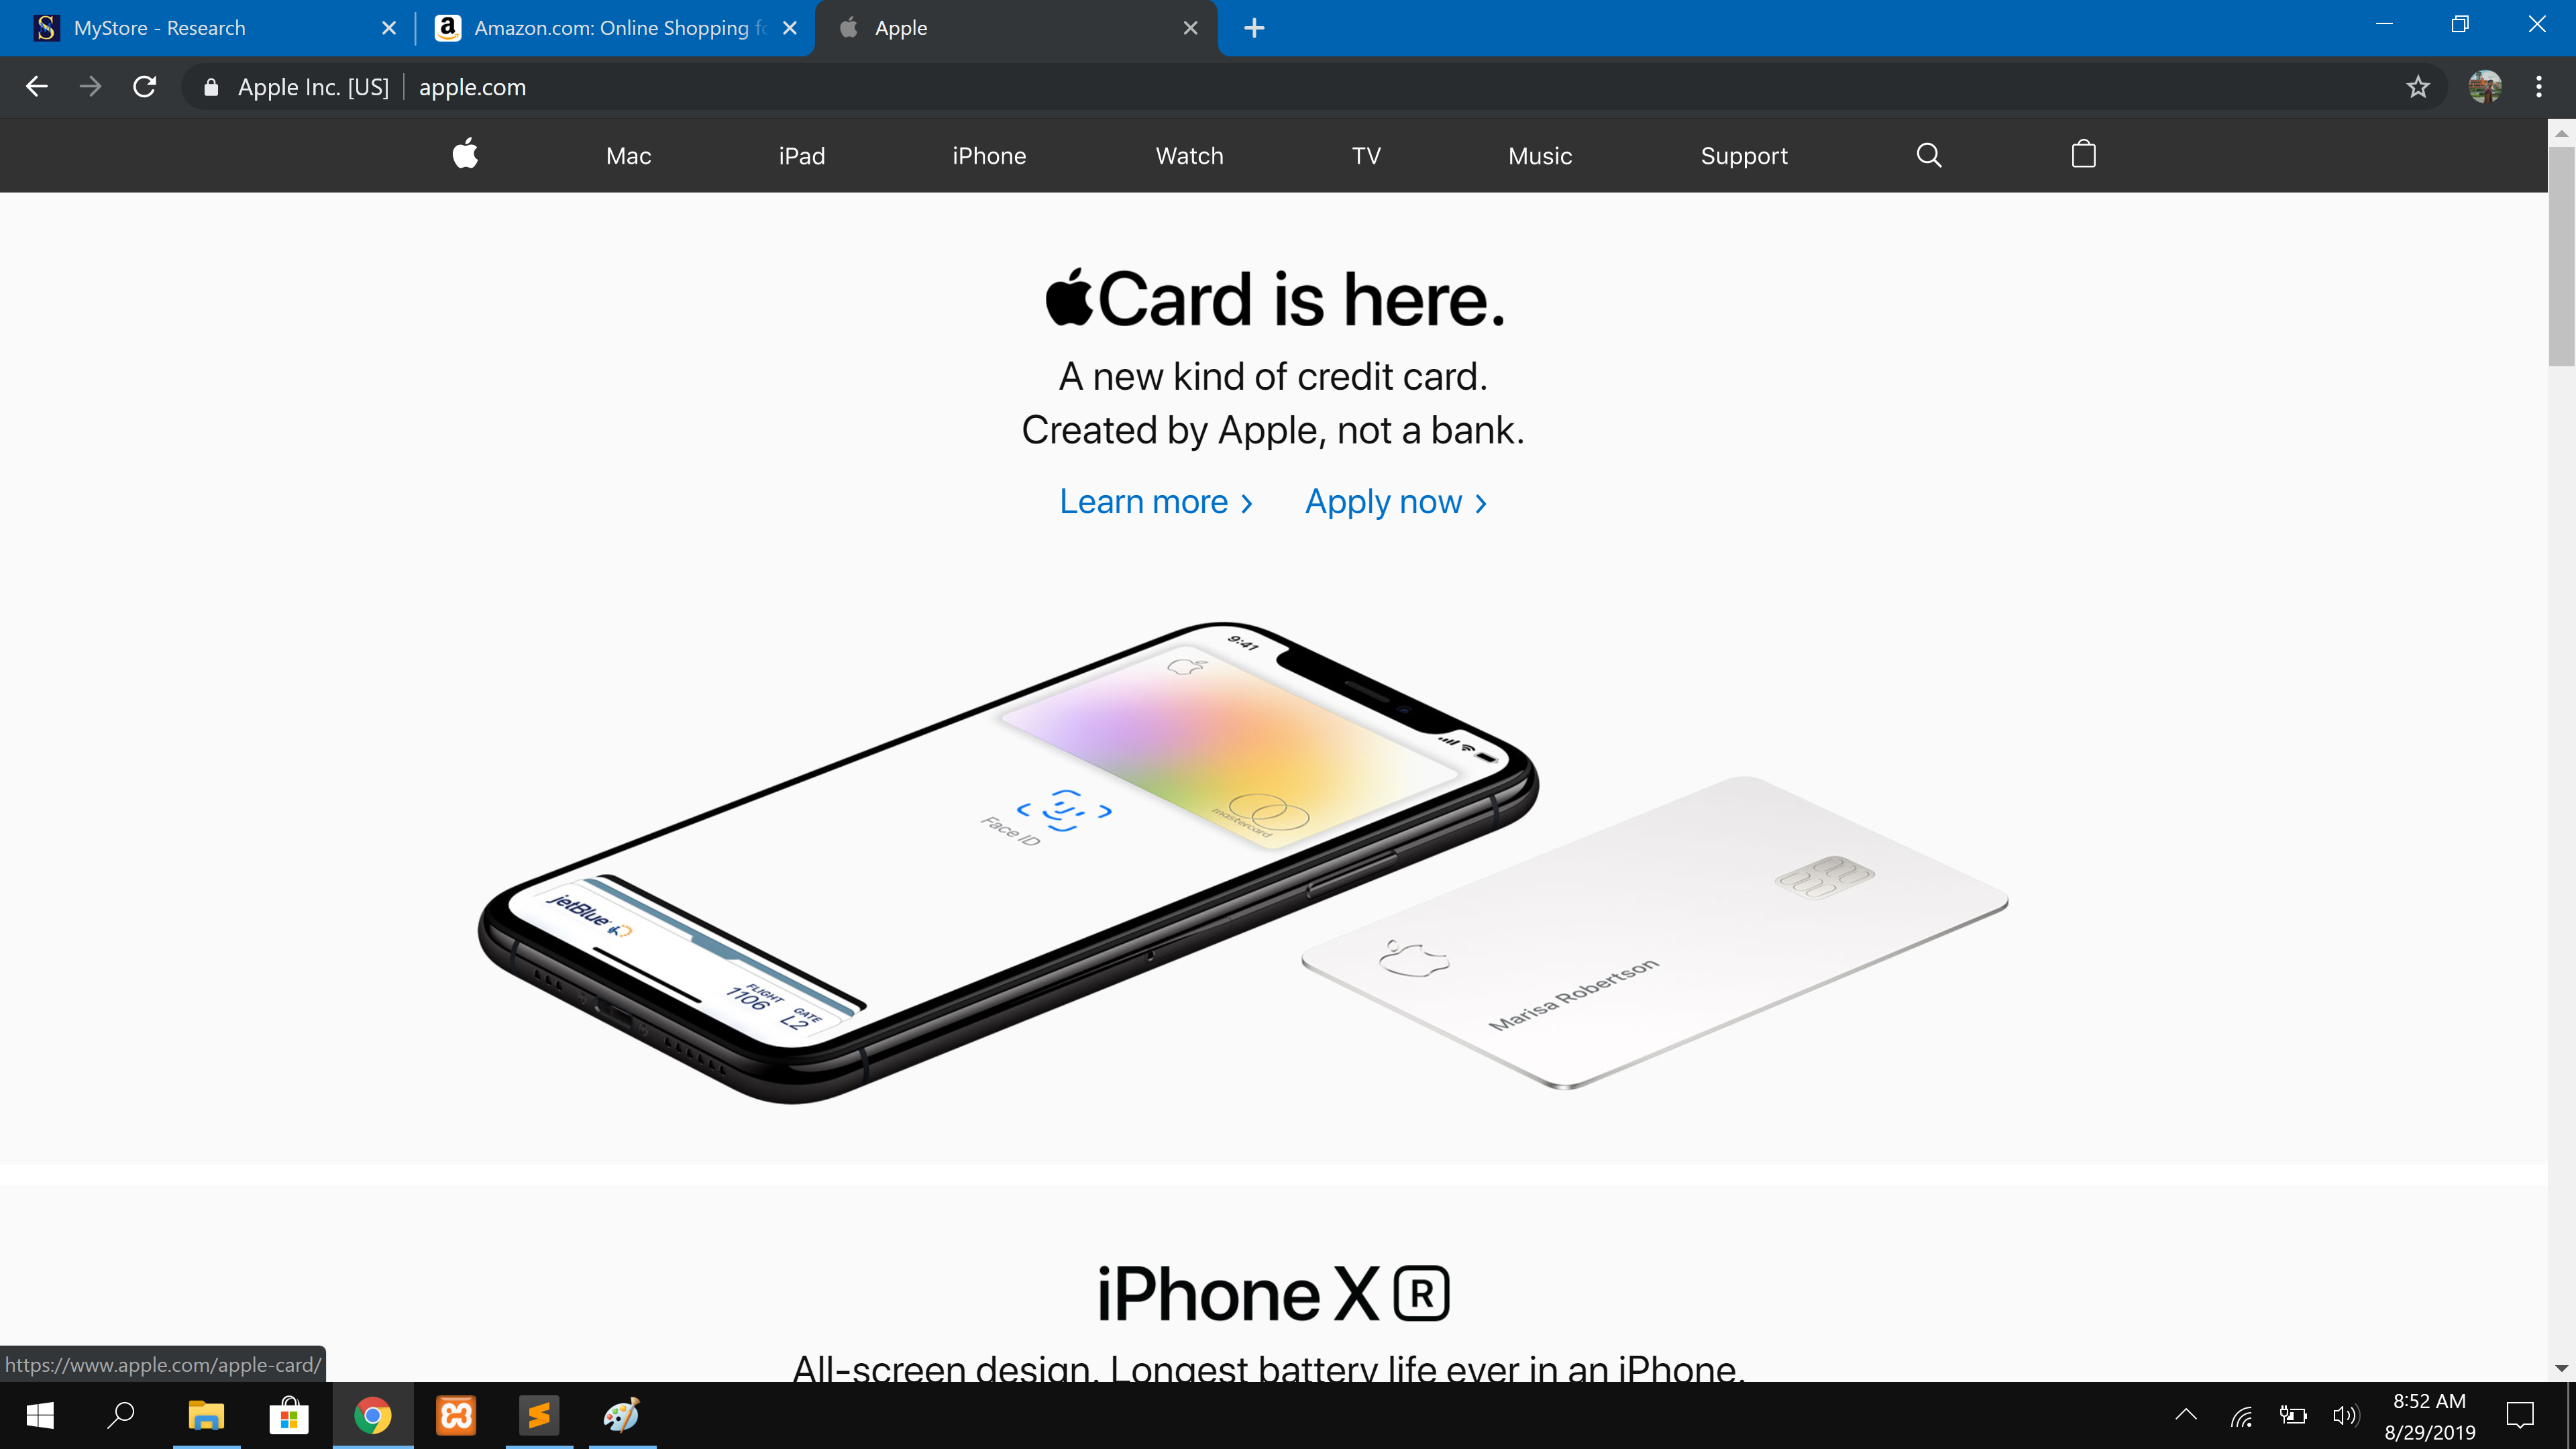 MyStore - Research
Amazon.com: Online Shopping fo
Apple
Apple Inc. [US]
apple.com
Mac
iPad
iPhone
Watch
TV
Music
Support
Card is here.
A new kind of credit card.
Created by Apple, not a bank.
Learn more >
Apply now >
9:41
mastercard
Face ID
jetBlue
FLIGHT
1106
GATE
L2
Marisa Robertson
iPhone XR
All-screen design. Longest battery life ever in an iPhone.
https://www.apple.com/apple-card/
8:52 AM
8/29/2019